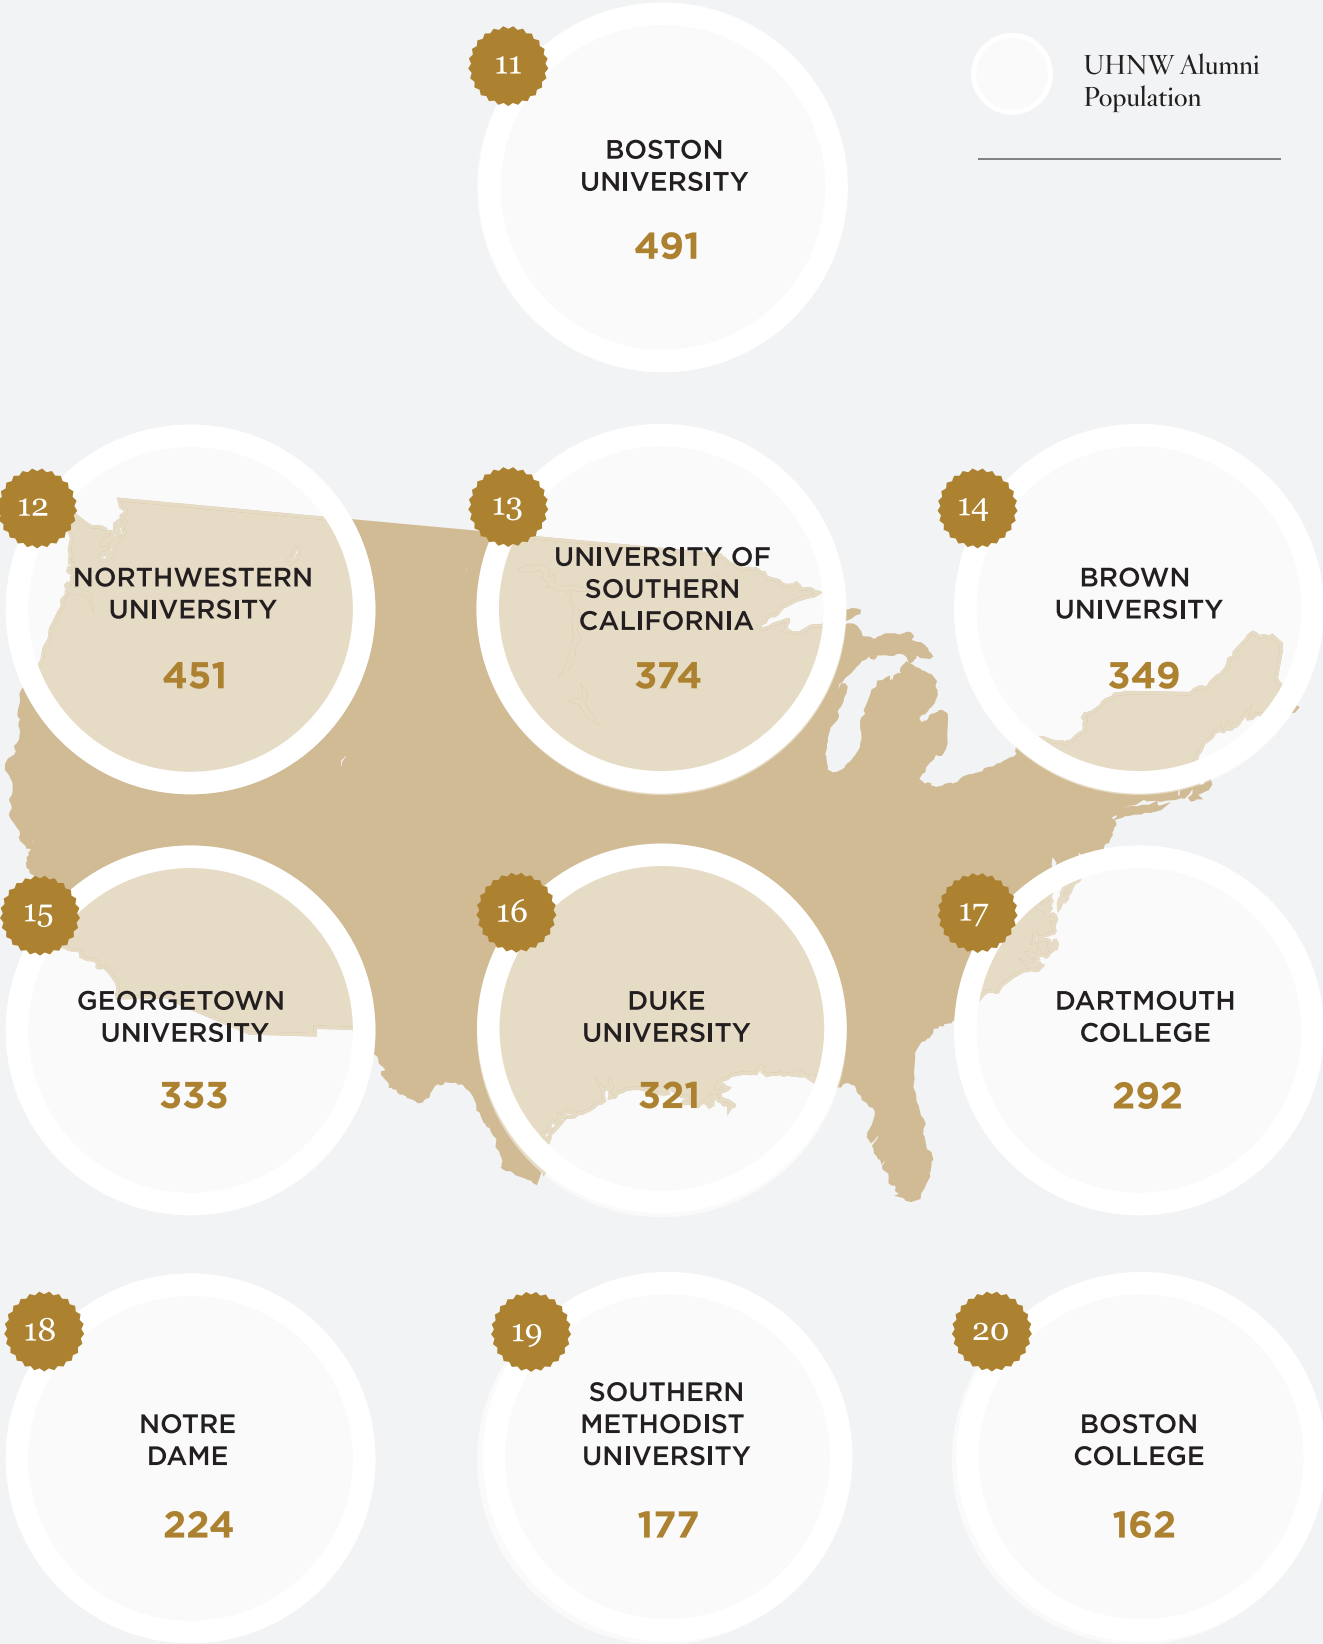 UHNW Alumni
Population
11
BOSTON
UNIVERSITY
491
12
NORTHWESTERN
UNIVERSITY
451
13
UNIVERSITY OF
SOUTHERN
CALIFORNIA
374
14
BROWN
UNIVERSITY
349
15
GEORGETOWN
UNIVERSITY
333
16
DUKE
UNIVERSITY
321
17
DARTMOUTH
COLLEGE
292
18
NOTRE
DAME
224
19
SOUTHERN
METHODIST
UNIVERSITY
177
20
BOSTON
COLLEGE
162